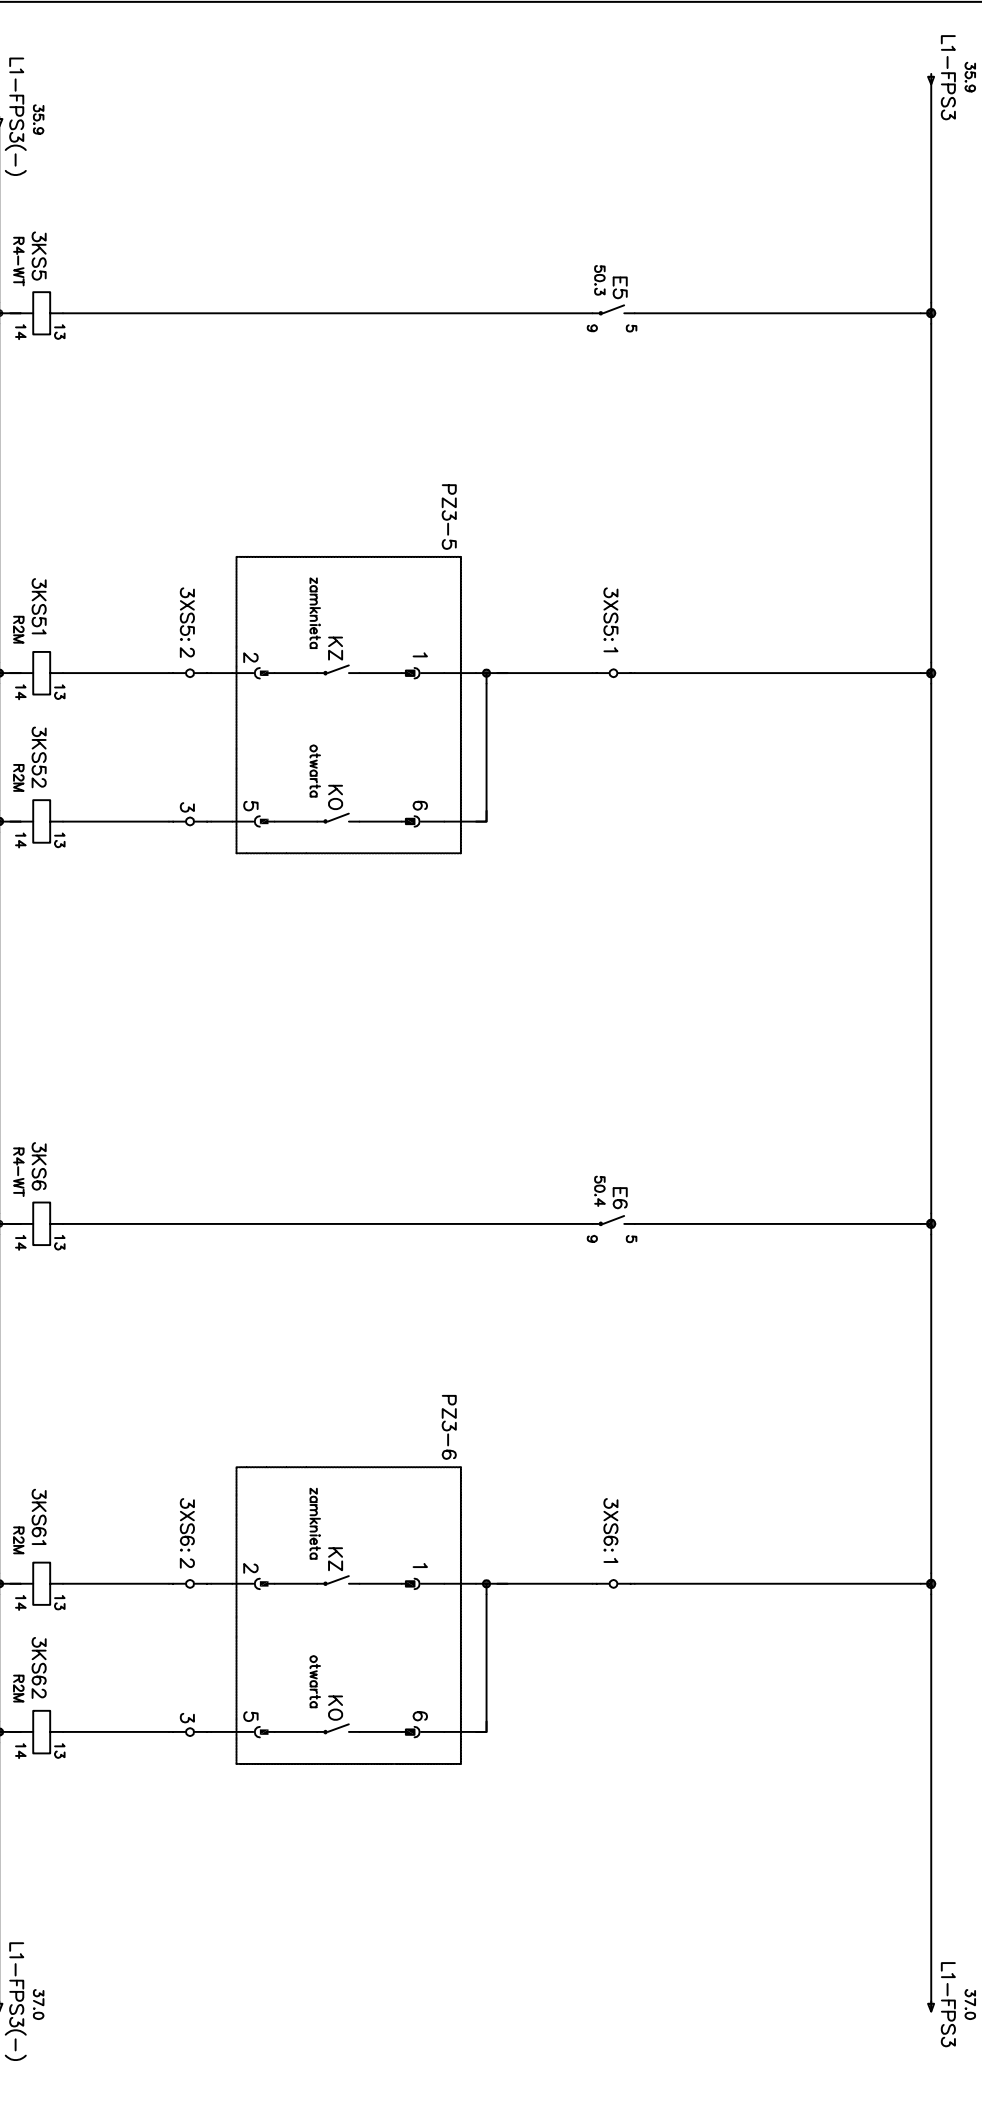 35.9
L1-FPS3
37.0
L1-FPS3
E5
50.3
5
9
3XS5:1
E6
50.4
5
9
3XS6:1
PZ3-5
1
6
KZ
zamknieta
KO
otwarta
2
5
3XS5:2
3
PZ3-6
1
6
KZ
zamknieta
KO
otwarta
2
5
3XS6:2
3
3KS5
R4-WT
13
14
3KS51
R2M
13
14
3KS52
R2M
13
14
3KS6
R4-WT
13
14
3KS61
R2M
13
14
3KS62
R2M
13
14
35.9
L1-FPS3(-)
37.0
L1-FPS3(-)